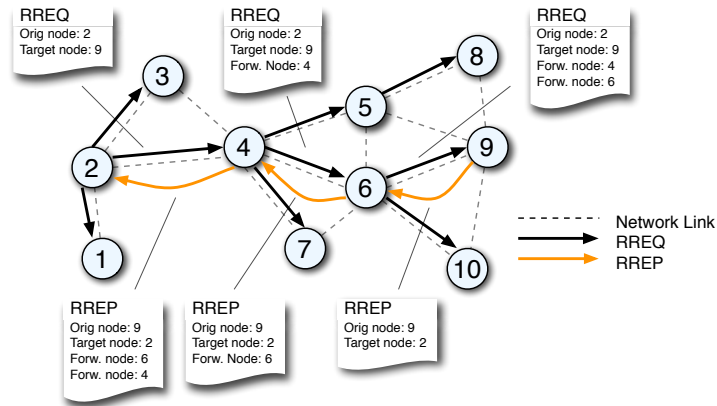 RREQ
Orig node: 2
Target node: 9
RREQ
Orig node: 2
Target node: 9
Forw. Node: 4
RREQ
Orig node: 2
Target node: 9
Forw. node: 4
Forw. node: 6
3
8
5
4
2
9
6
1
7
10
Network Link
RREQ
RREP
RREP
Orig node: 9
Target node: 2
Forw. node: 6
Forw. node: 4
RREP
Orig node: 9
Target node: 2
Forw. Node: 6
RREP
Orig node: 9
Target node: 2